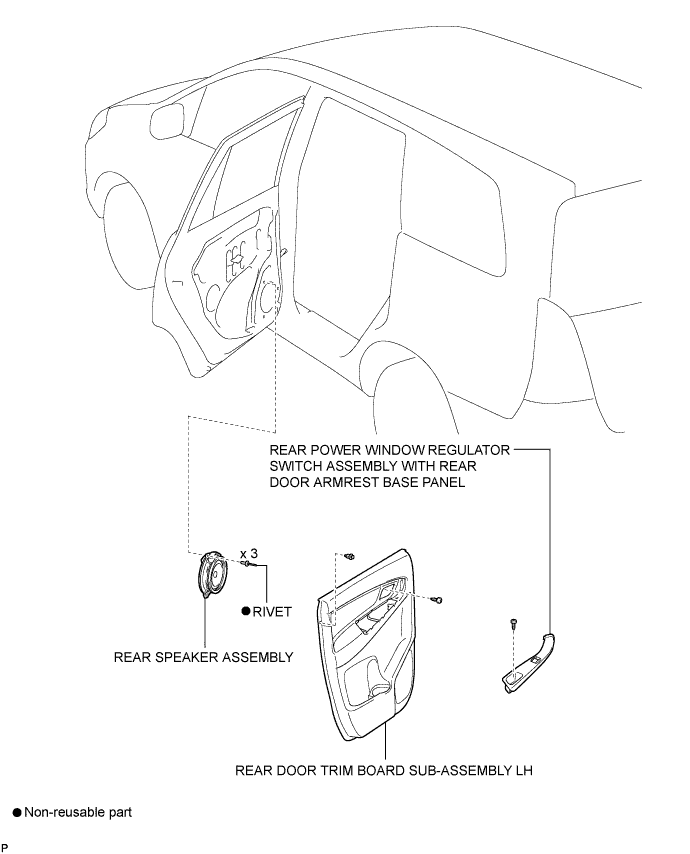 REAR POWER WINDOW REGULATOR
SWITCH ASSEMBLY WITH REAR
DOOR ARMREST BASE PANEL
x 3
●RIVET
REAR SPEAKER ASSEMBLY
REAR DOOR TRIM BOARD SUB-ASSEMBLY LH
● Non-reusable part
P